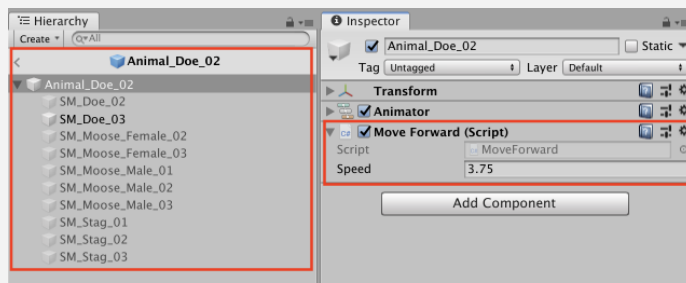 Hierarchy
Create
All
Animal_Doe_02
Animal_Doe_02
SM_Doe_02
SM_Doe_03
SM_Moose_Female_02
SM_Moose_Female_03
SM_Moose_Male_01
SM_Moose_Male_02
SM_Moose_Male_03
SM_Stag_01
SM_Stag_02
SM_Stag_03
Inspector
Animal_Doe_02 Static
Tag Untagged Layer Default
Transform
Animator
C# Move Forward (Script)
Script MoveForward
Speed 3.75
Add Component